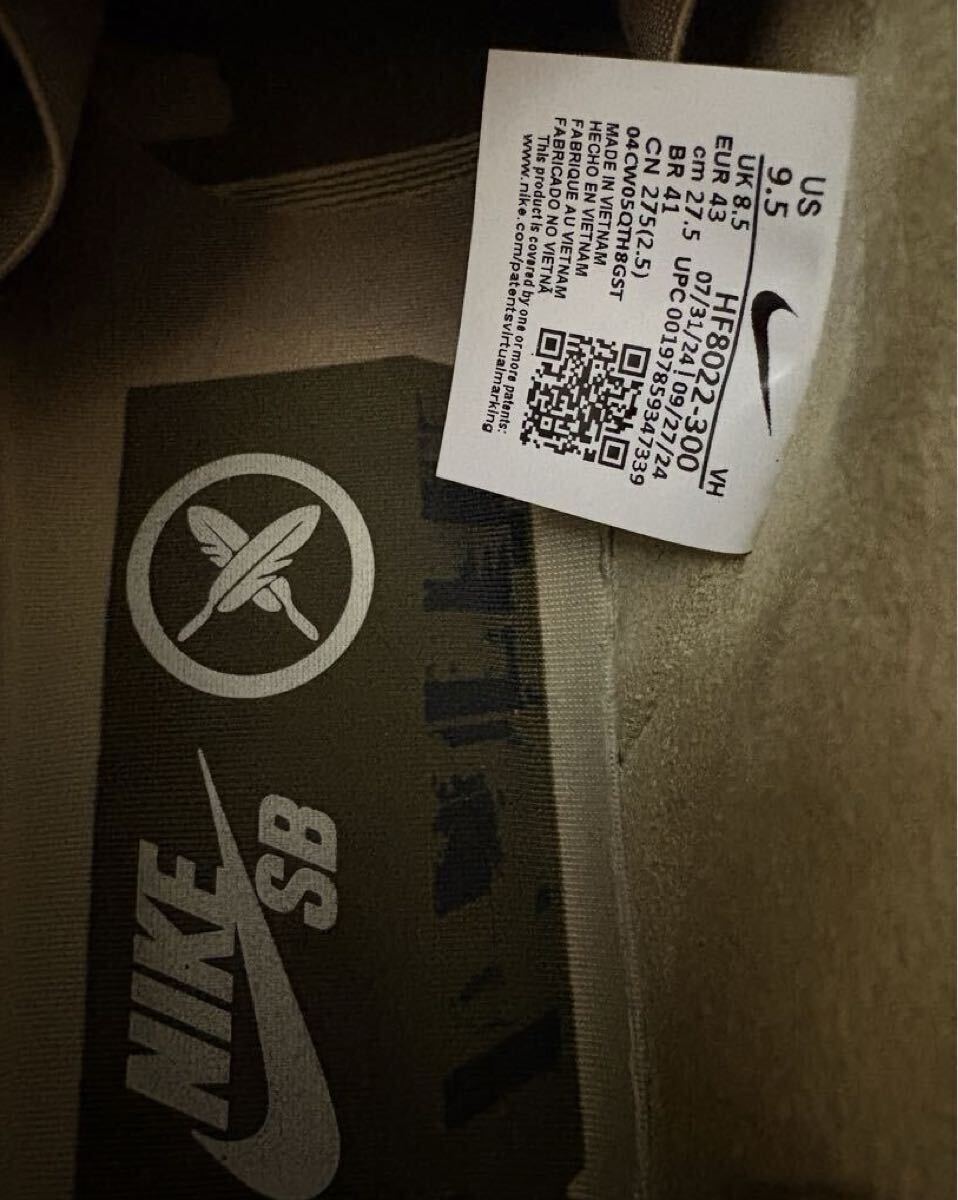 US
9.5
UK 8.5
EUR 43
cm 27.5
BR 41
CN 275(2.5)
HF8022-300 VH
07/31/24 | 09/27/24
UPC 00197859347339
04CW05QTH8GST
MADE IN VIETNAM
HECHO EN VIETNAM
FABRIQUE AU VIETNAM
FABRICADO NO VIETNÃ
This product is covered by one or more patents:
www.nike.com/patentsvirtualmarking
NIKE
SB